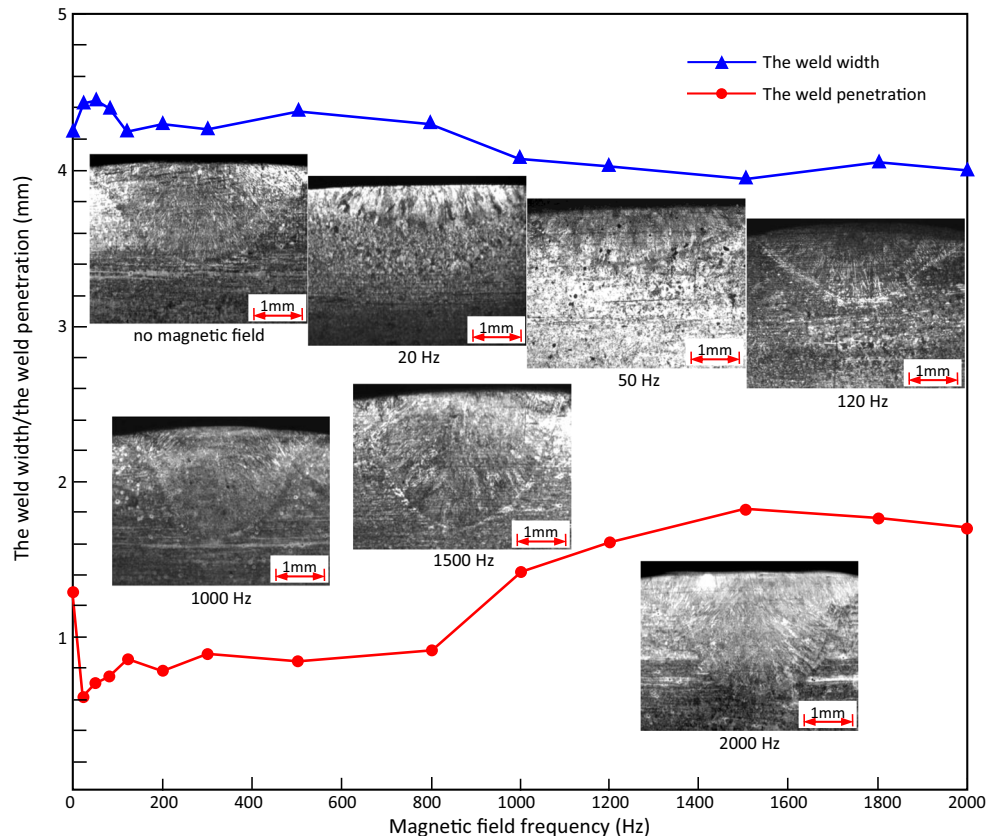 The weld width/the weld penetration (mm)
5
4
3
2
1
The weld width
The weld penetration
1mm
no magnetic field
1mm
20 Hz
1mm
50 Hz
1mm
120 Hz
1mm
1000 Hz
1mm
1500 Hz
1mm
2000 Hz
0 200 400 600 800 1000 1200 1400 1600 1800 2000
Magnetic field frequency (Hz)